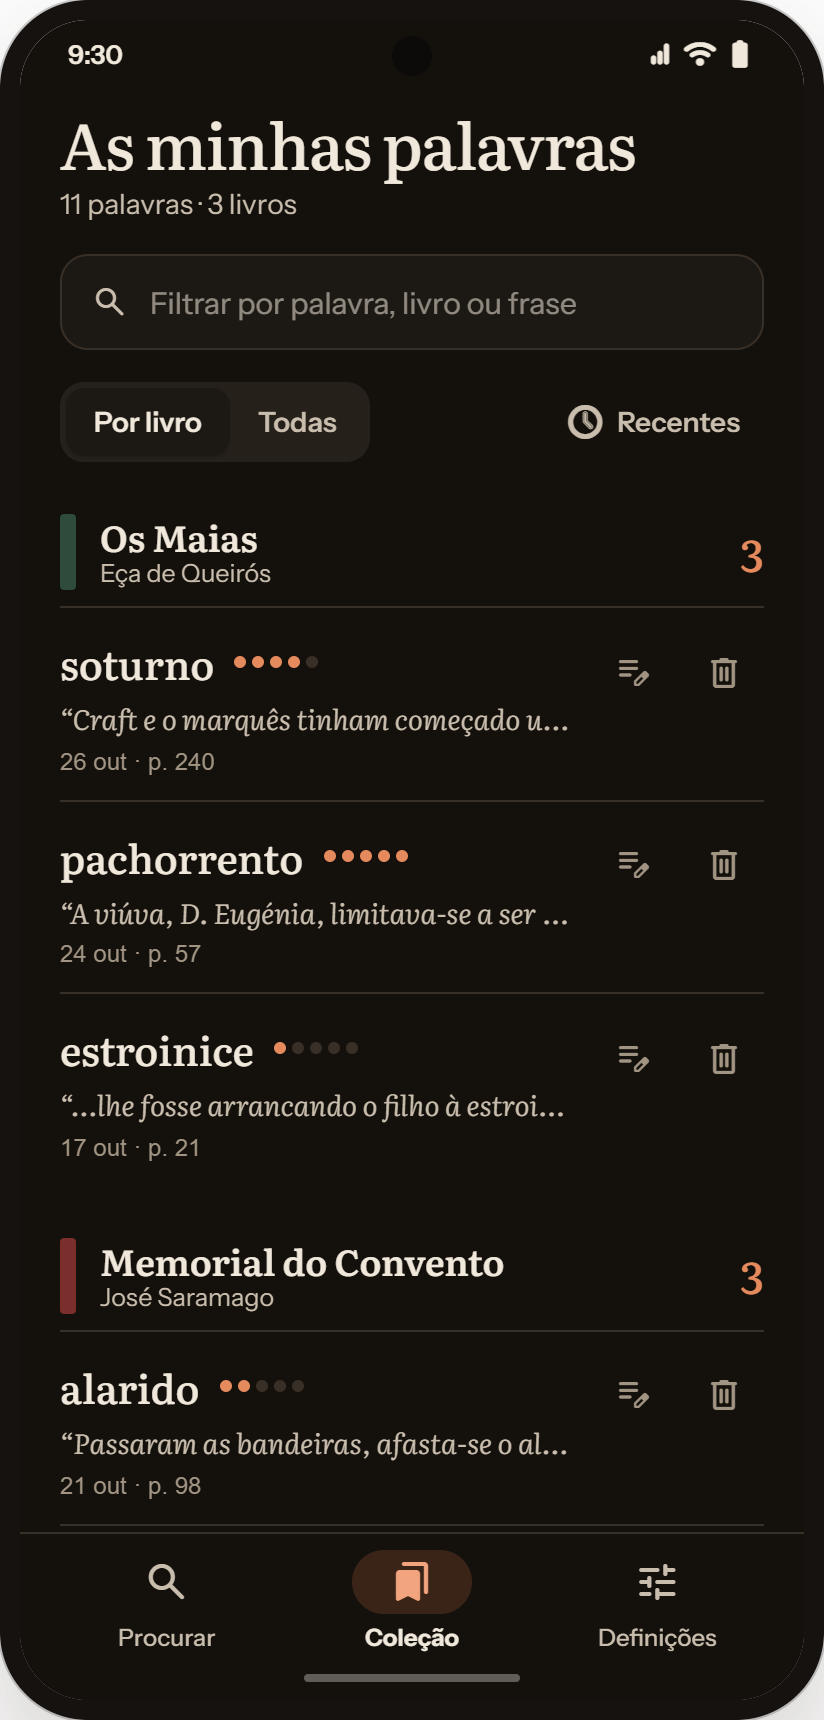 9:30
As minhas palavras
11 palavras · 3 livros
Filtrar por palavra, livro ou frase
Por livro
Todas
Recentes
Os Maias
Eça de Queirós
3
soturno
“Craft e o marquês tinham começado u...
26 out · p. 240
pachorrento
“A viúva, D. Eugénia, limitava-se a ser ...
24 out · p. 57
estroinice
“...lhe fosse arrancando o filho à estroi...
17 out · p. 21
Memorial do Convento
José Saramago
3
alarido
“Passaram as bandeiras, afasta-se o al...
21 out · p. 98
Procurar
Coleção
Definições